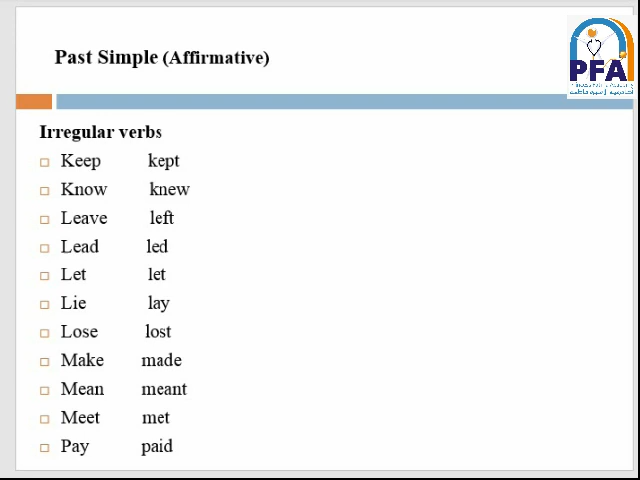 Past Simple (Affirmative)
PFA
Irregular verbs
Keep kept
Know knew
Leave left
Lead led
Let let
Lie lay
Lose lost
Make made
Mean meant
Meet met
Pay paid